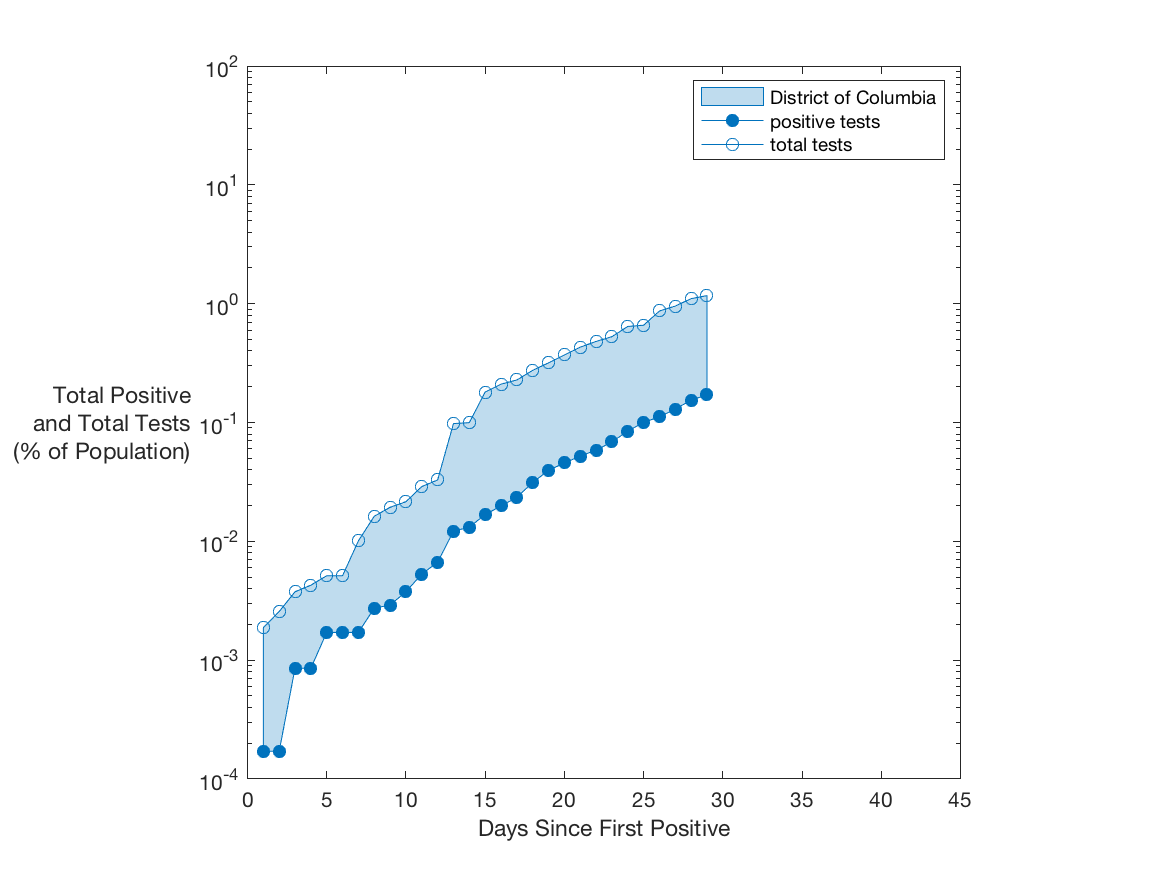 10^2
10^1
10^0
10^-1
10^-2
10^-3
10^-4
Total Positive
and Total Tests
(% of Population)
District of Columbia
positive tests
total tests
0 5 10 15 20 25 30 35 40 45
Days Since First Positive